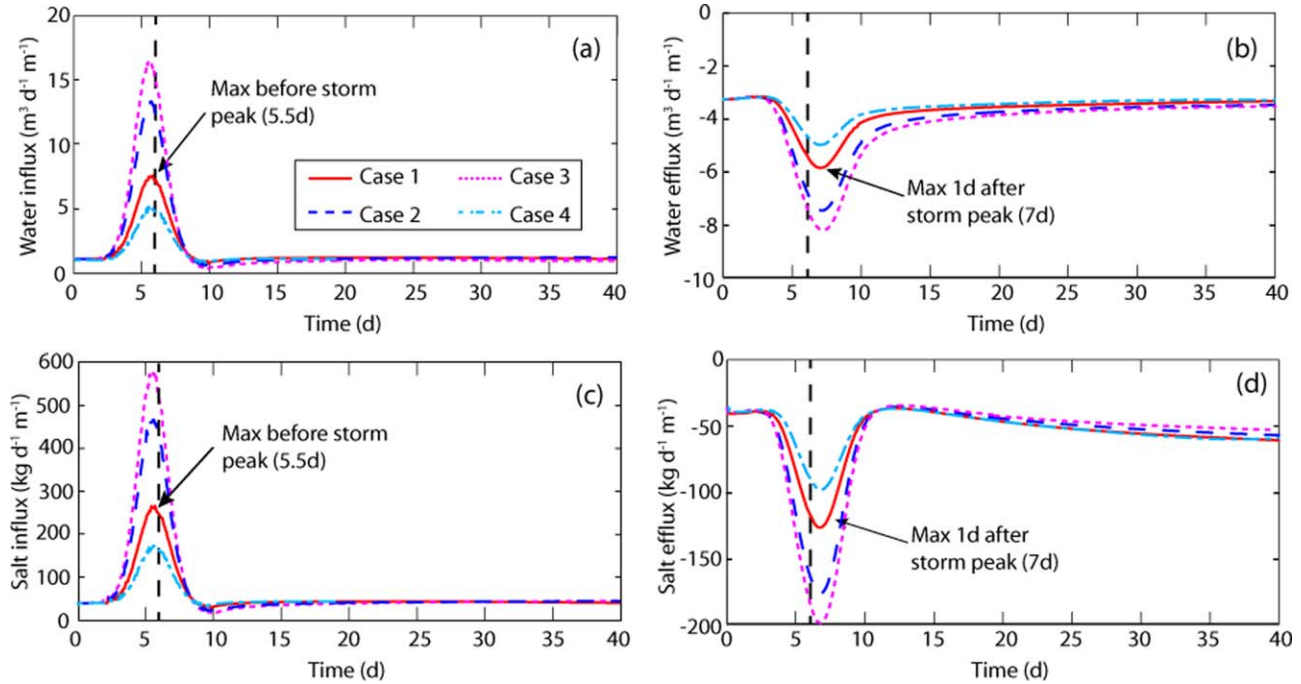 20
15
10
5
0
Water influx (m³ d⁻¹ m⁻¹)
(a)
Max before storm
peak (5.5d)
Case 1
Case 3
Case 2
Case 4
0 5 10 15 20 25 30 35 40
Time (d)
0
-2
-4
-6
-8
-10
Water efflux (m³ d⁻¹ m⁻¹)
(b)
Max 1d after
storm peak (7d)
0 5 10 15 20 25 30 35 40
Time (d)
600
500
400
300
200
100
0
Salt influx (kg d⁻¹ m⁻¹)
(c)
Max before storm
peak (5.5d)
0 5 10 15 20 25 30 35 40
Time (d)
0
-50
-100
-150
-200
Salt efflux (kg d⁻¹ m⁻¹)
(d)
Max 1d after
storm peak (7d)
0 5 10 15 20 25 30 35 40
Time (d)